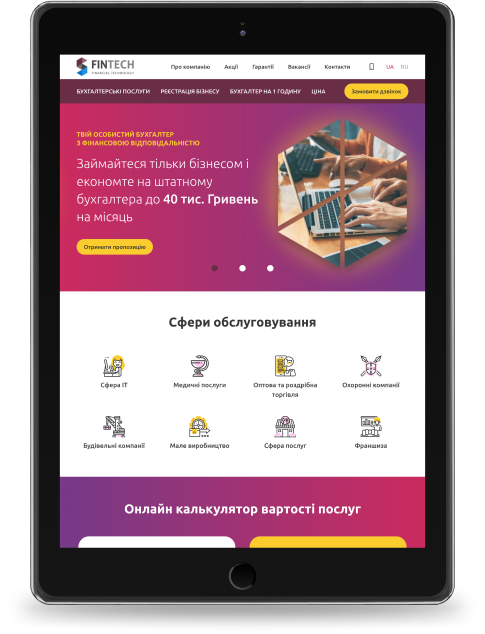 FINTECH
FINANCIAL TECHNOLOGY
Про компанію Акції Гарантії Вакансії Контакти UA RU
БУХГАЛТЕРСЬКІ ПОСЛУГИ РЕЄСТРАЦІЯ БІЗНЕСУ БУХГАЛТЕР НА 1 ГОДИНУ ЦІНА Замовити дзвінок
ТВІЙ ОСОБИСТИЙ БУХГАЛТЕР
З ФІНАНСОВОЮ ВІДПОВІДАЛЬНІСТЮ
Займайтеся тільки бізнесом і
економте на штатному
бухгалтера до 40 тис. Гривень
на місяць
Отримати пропозицію
Сфери обслуговування
Сфера IT Медичні послуги Оптова та роздрібна Охоронні компанії
торгівля
Будівельні компанії Мале виробництво Сфера послуг Франшиза
Онлайн калькулятор вартості послуг